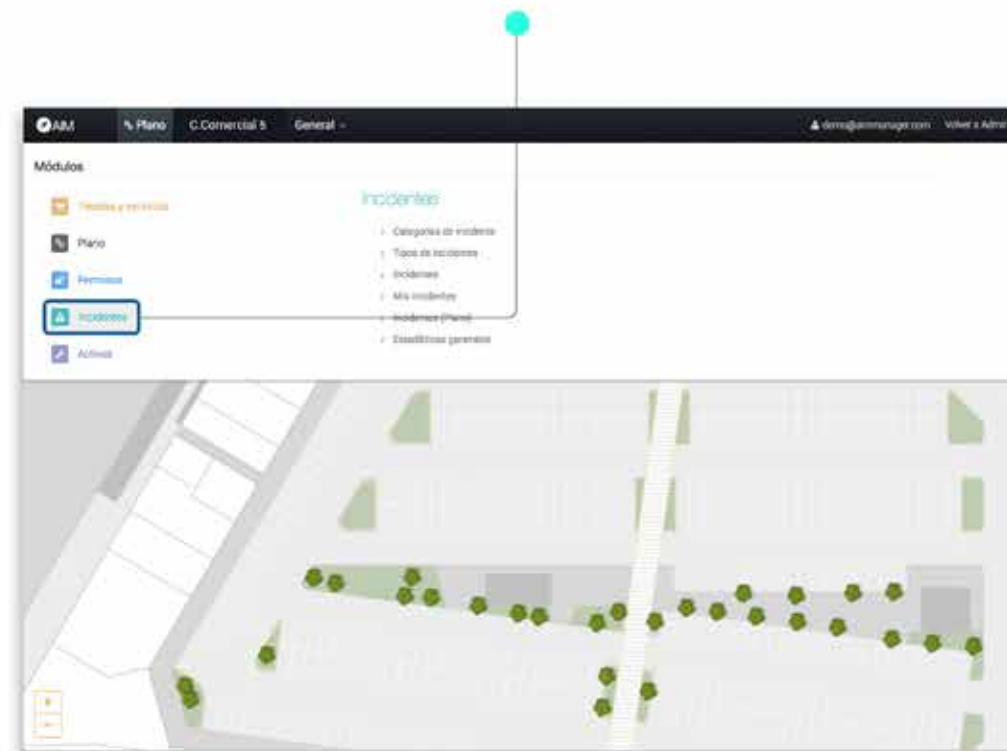 AIM Plano C.Comercial 5 General demo@aimmanager.com Volver a Admin
Módulos
Tiendas y servicios
Plano
Permisos
Incidentes
Activos
Incidentes
Categorías de incidente
Tipos de incidentes
Incidentes
Mis incidentes
Incidentes (Plano)
Estadísticas generales
+
-